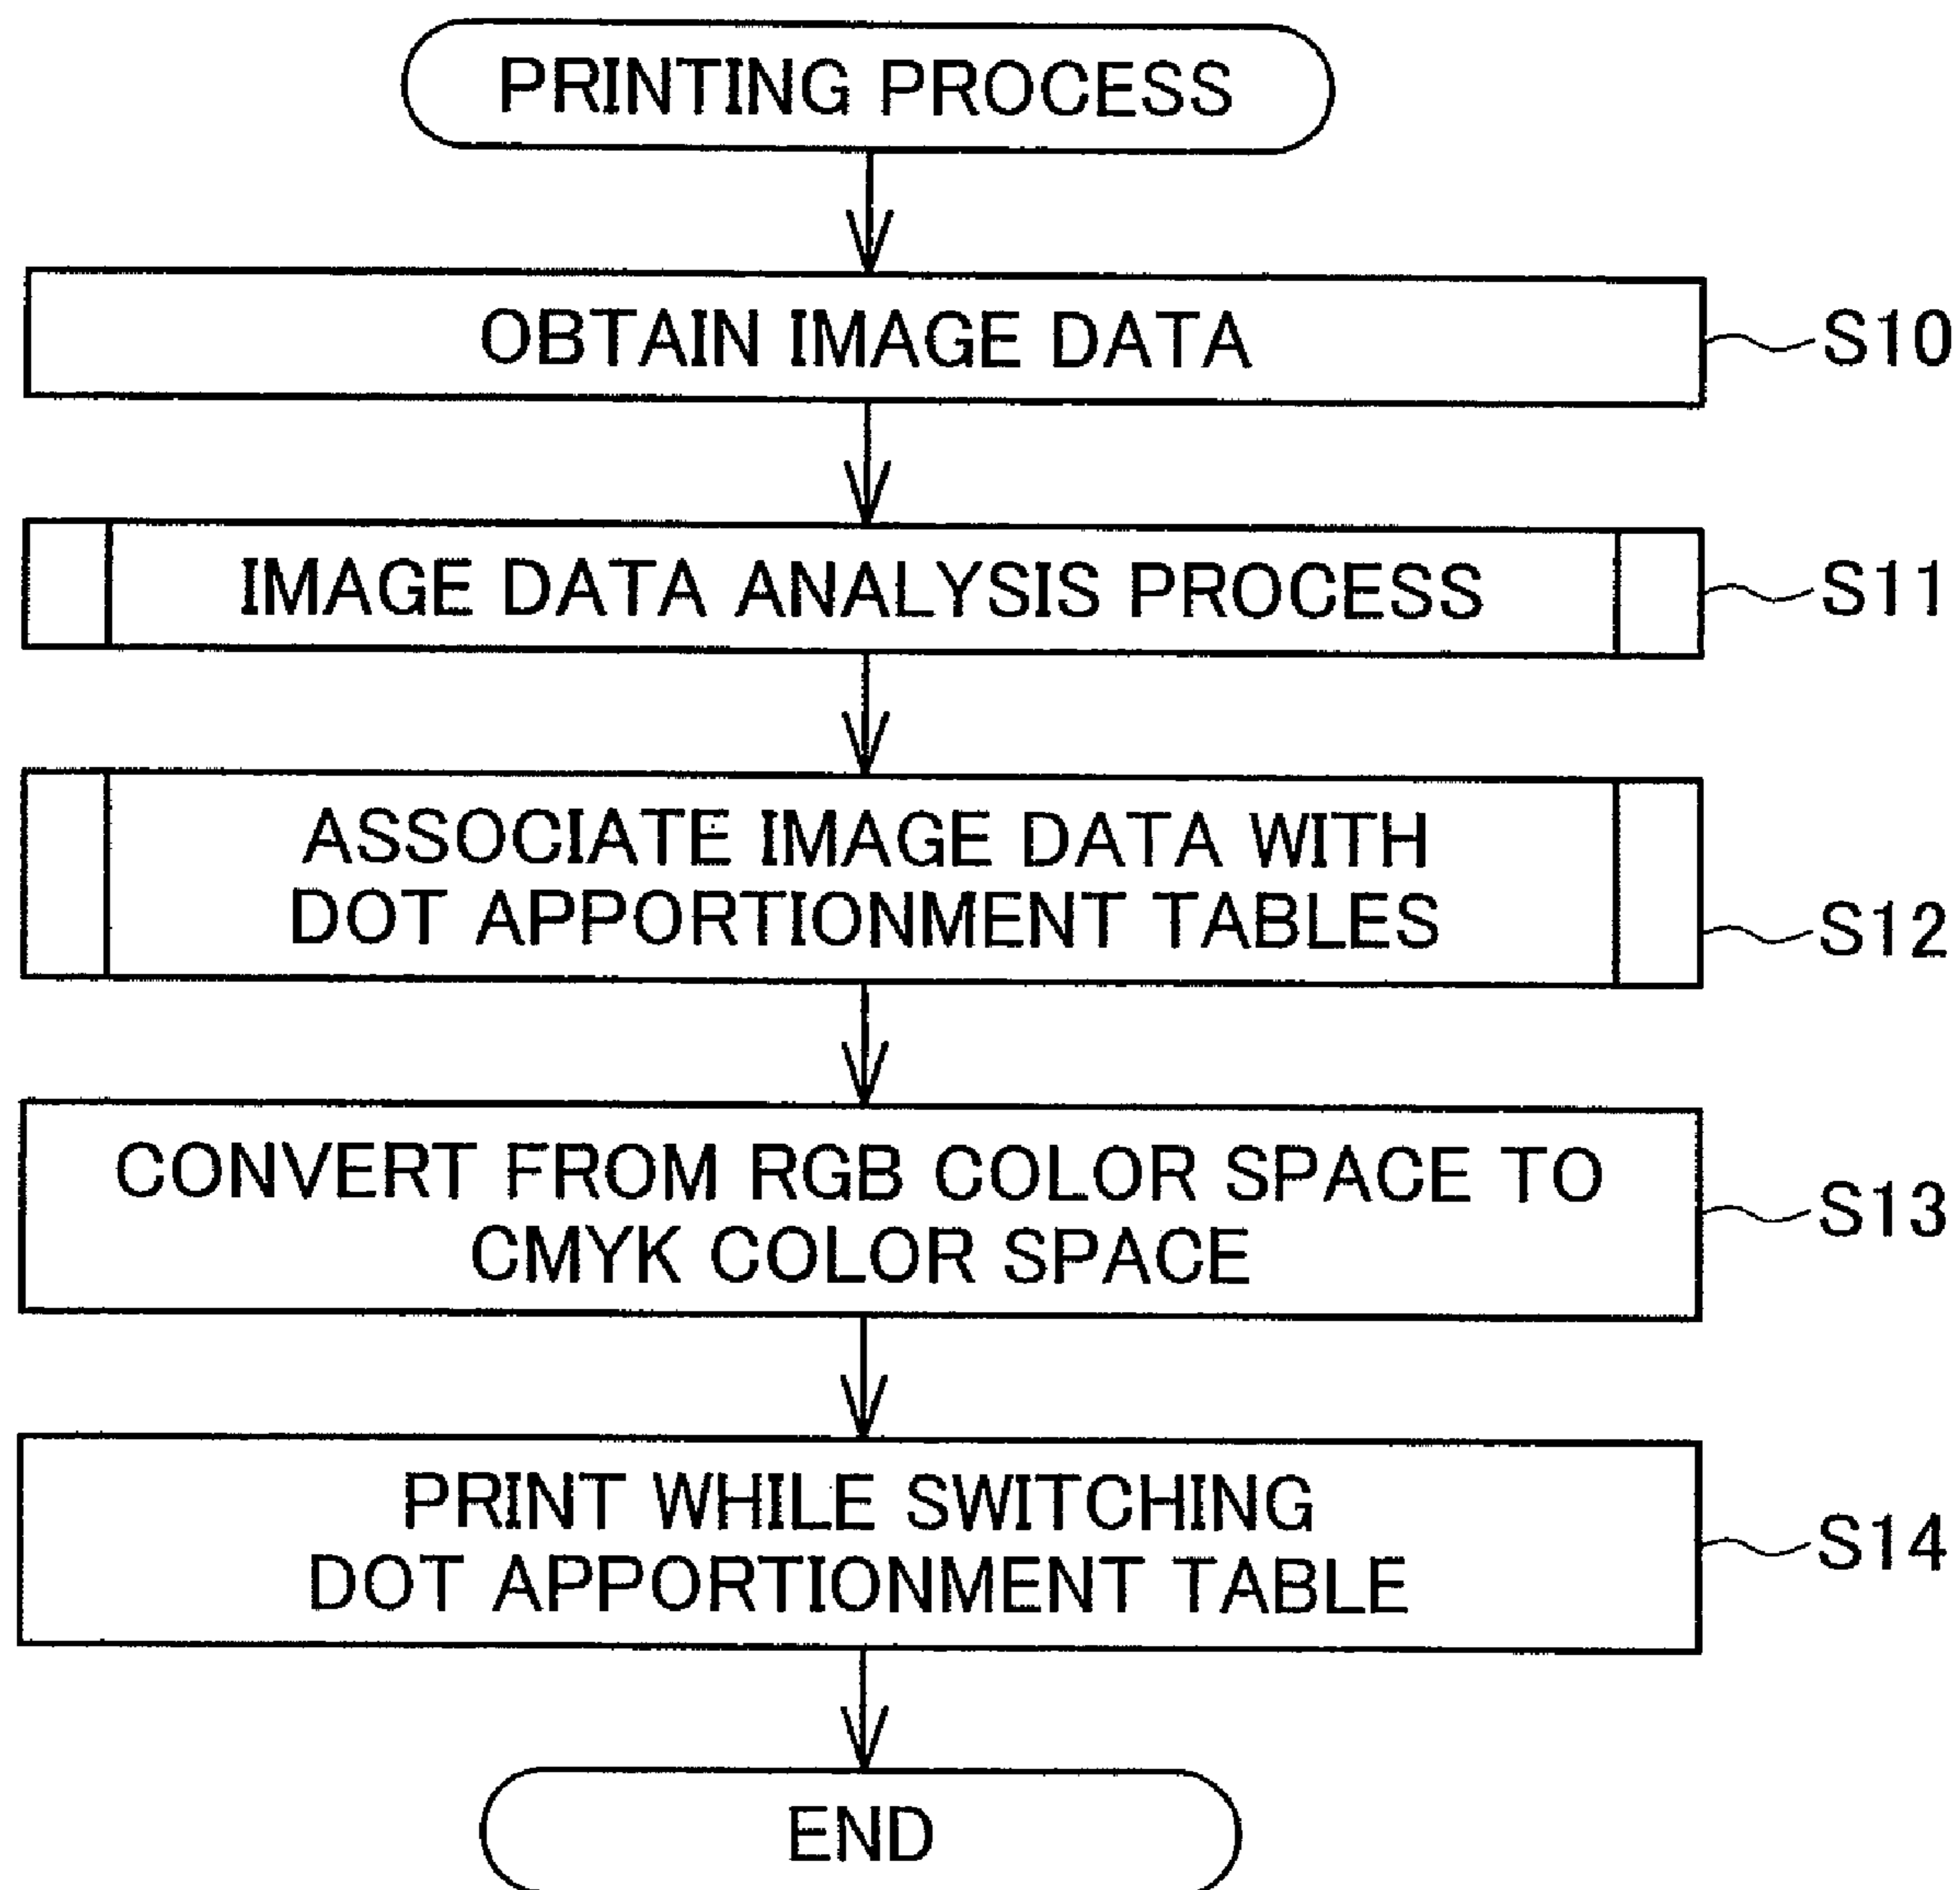 PRINTING PROCESS
OBTAIN IMAGE DATA
S10
IMAGE DATA ANALYSIS PROCESS
S11
ASSOCIATE IMAGE DATA WITH
DOT APPORTIONMENT TABLES
S12
CONVERT FROM RGB COLOR SPACE TO
CMYK COLOR SPACE
S13
PRINT WHILE SWITCHING
DOT APPORTIONMENT TABLE
S14
END